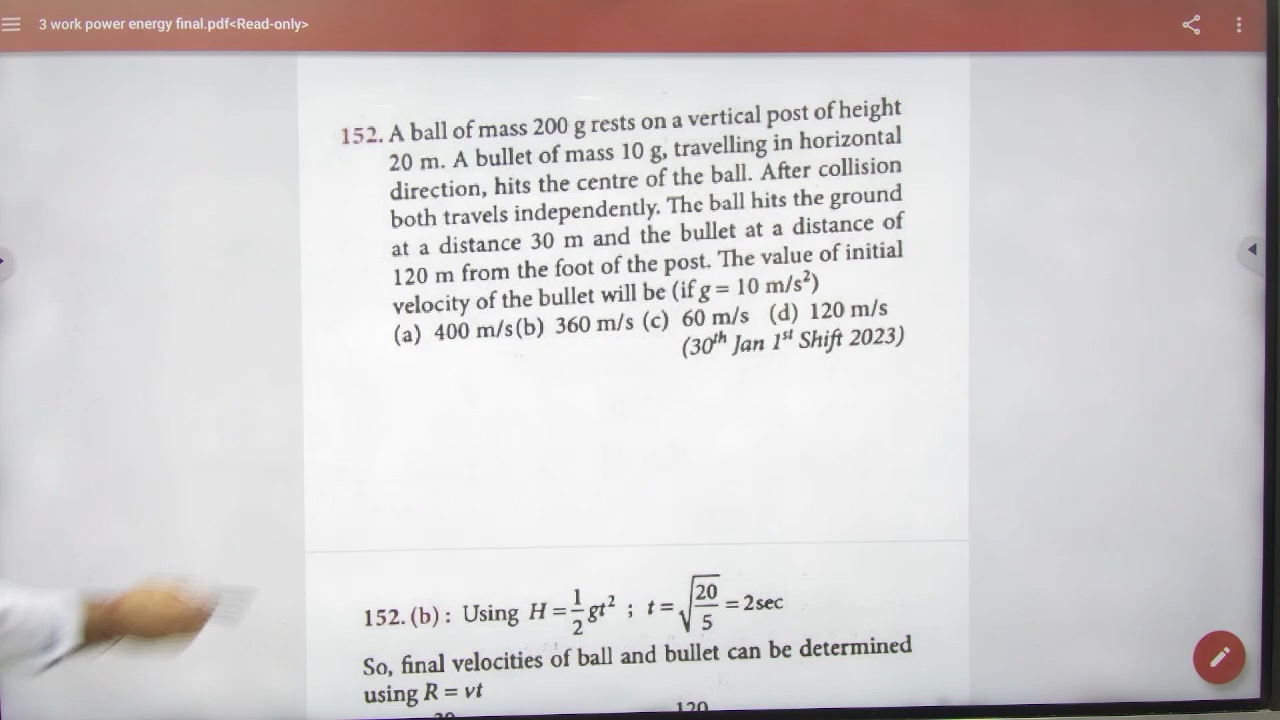 3 work power energy final.pdf<Read-only>
152. A ball of mass 200 g rests on a vertical post of height
20 m. A bullet of mass 10 g, travelling in horizontal
direction, hits the centre of the ball. After collision
both travels independently. The ball hits the ground
at a distance 30 m and the bullet at a distance of
120 m from the foot of the post. The value of initial
velocity of the bullet will be (if g = 10 m/s²)
(a) 400 m/s (b) 360 m/s (c) 60 m/s (d) 120 m/s
(30th Jan 1st Shift 2023)
152. (b) : Using H = 1/2 gt² ; t = √(20/5) = 2sec
So, final velocities of ball and bullet can be determined
using R = vt
120